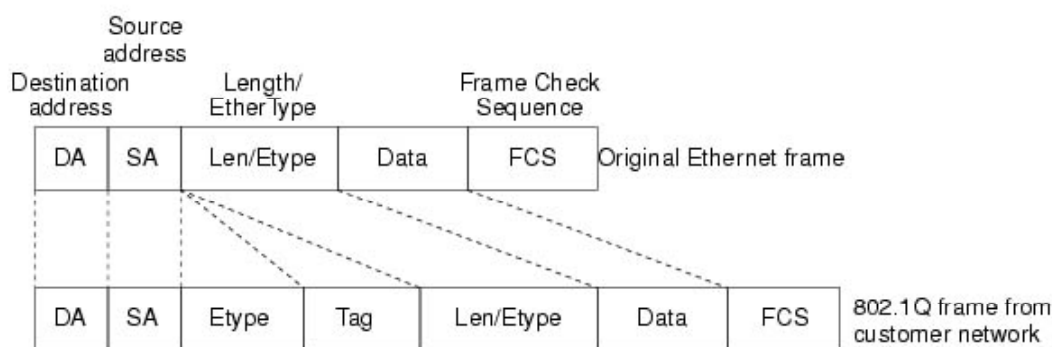 Source
address
Destination
address
Length/
EtherType
Frame Check
Sequence
DA SA Len/Etype Data FCS Original Ethernet frame
DA SA Etype Tag Len/Etype Data FCS 802.1Q frame from
customer network